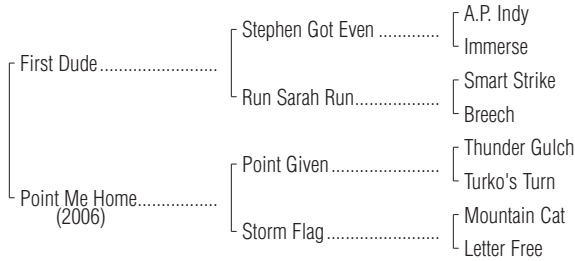 A.P. Indy
Stephen Got Even .............
Immerse
First Dude.........................
Smart Strike
Run Sarah Run..................
Breech
Thunder Gulch
Point Given .......................
Turko's Turn
Point Me Home.................
(2006)
Mountain Cat
Storm Flag ........................
Letter Free